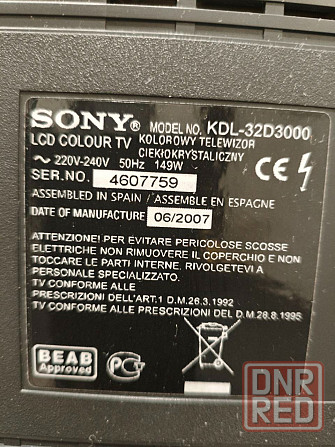 SONY® MODEL NO. KDL-32D3000
LCD COLOUR TV KOLOROWY TELEWIZOR
CIEKŁOKRYSTALICZNY
~ 220V-240V 50Hz 149W
SER.NO. 4607759
ASSEMBLED IN SPAIN / ASSEMBLE EN ESPAGNE
DATE OF MANUFACTURE 06/2007
ATTENZIONE! PER EVITARE PERICOLOSE SCOSSE
ELETTRICHE NON RIMUOVERE IL COPERCHIO E NON
TOCCARE LE PARTI INTERNE. RIVOLGETEVI A
PERSONALE SPECIALIZZATO.
TV CONFORME ALLE
PRESCRIZIONI DELL'ART.1 D.M.26.3.1992
TV CONFORME ALLE PRESCRIZIONI DEL D.M.28.8.1995
CE
BEAB
Approved
DNR
RED